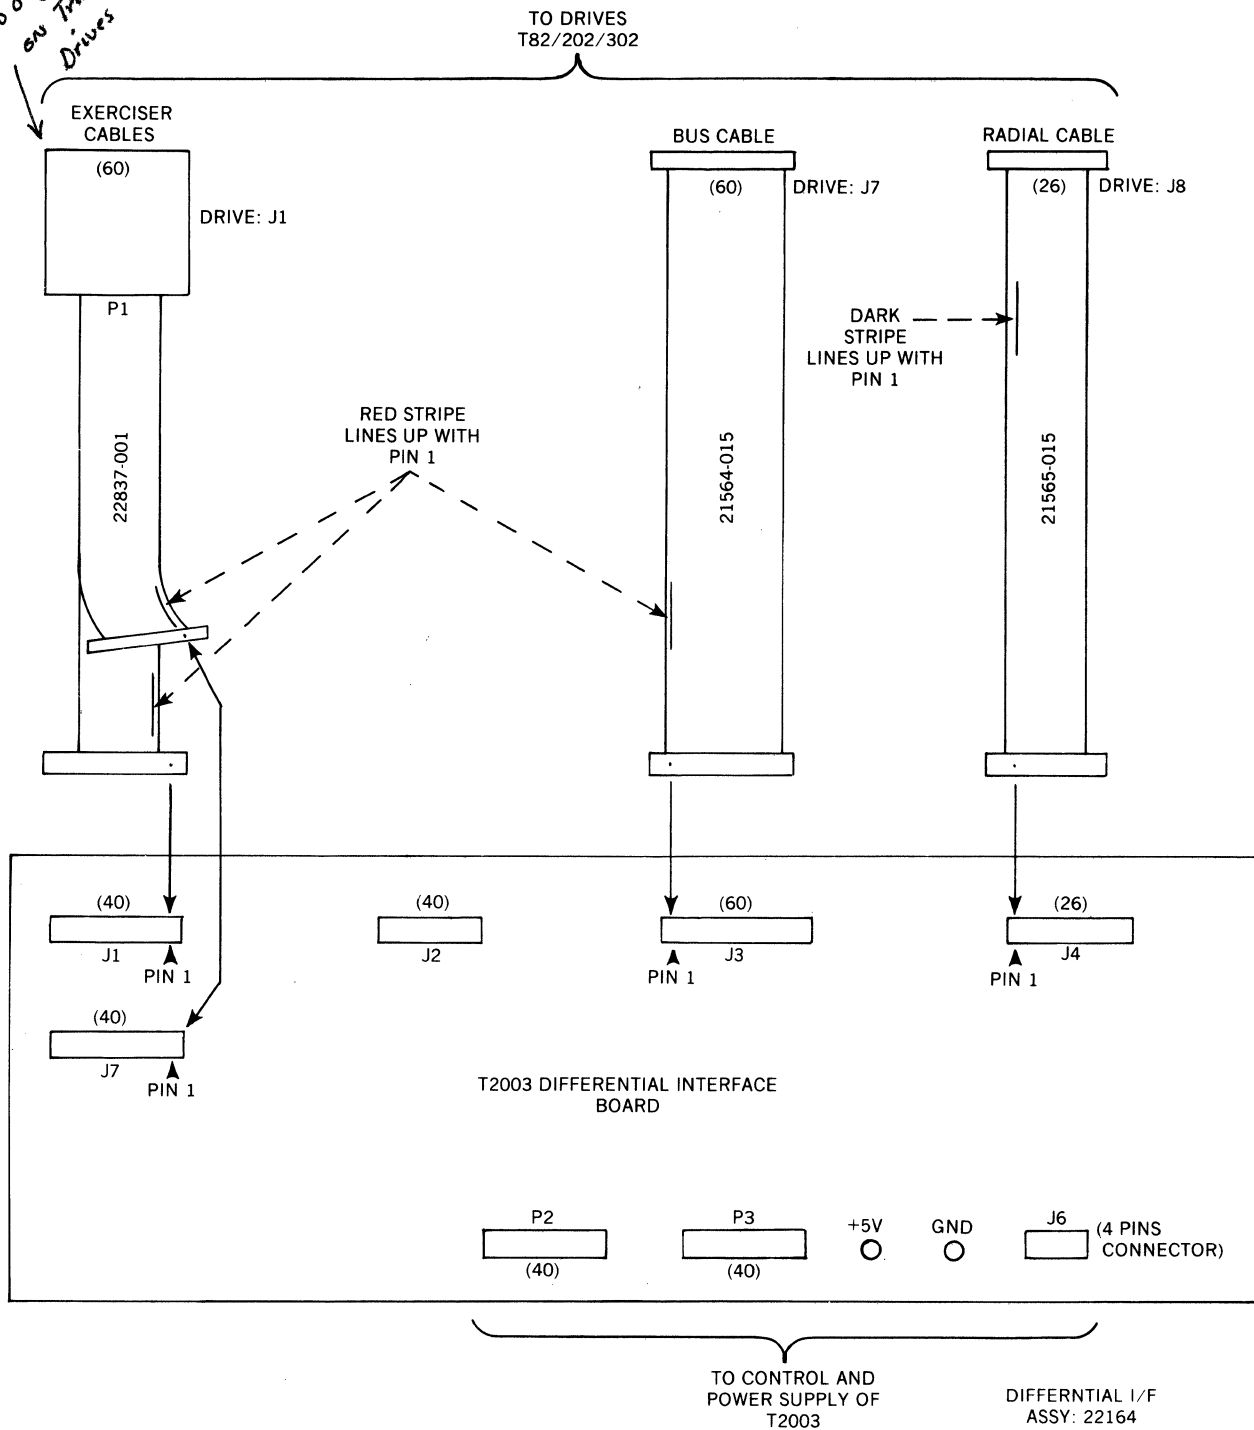 on
Drives
TO DRIVES
T82/202/302
EXERCISER
CABLES
(60)
DRIVE: J1
P1
22837-001
BUS CABLE
(60)
DRIVE: J7
21564-015
RADIAL CABLE
(26)
DRIVE: J8
21565-015
DARK
STRIPE
LINES UP WITH
PIN 1
RED STRIPE
LINES UP WITH
PIN 1
(40)
J1
PIN 1
(40)
J2
(60)
J3
PIN 1
(26)
J4
PIN 1
(40)
J7
PIN 1
T2003 DIFFERENTIAL INTERFACE
BOARD
P2
(40)
P3
(40)
+5V
GND
J6
(4 PINS
CONNECTOR)
TO CONTROL AND
POWER SUPPLY OF
T2003
DIFFERNTIAL I/F
ASSY: 22164